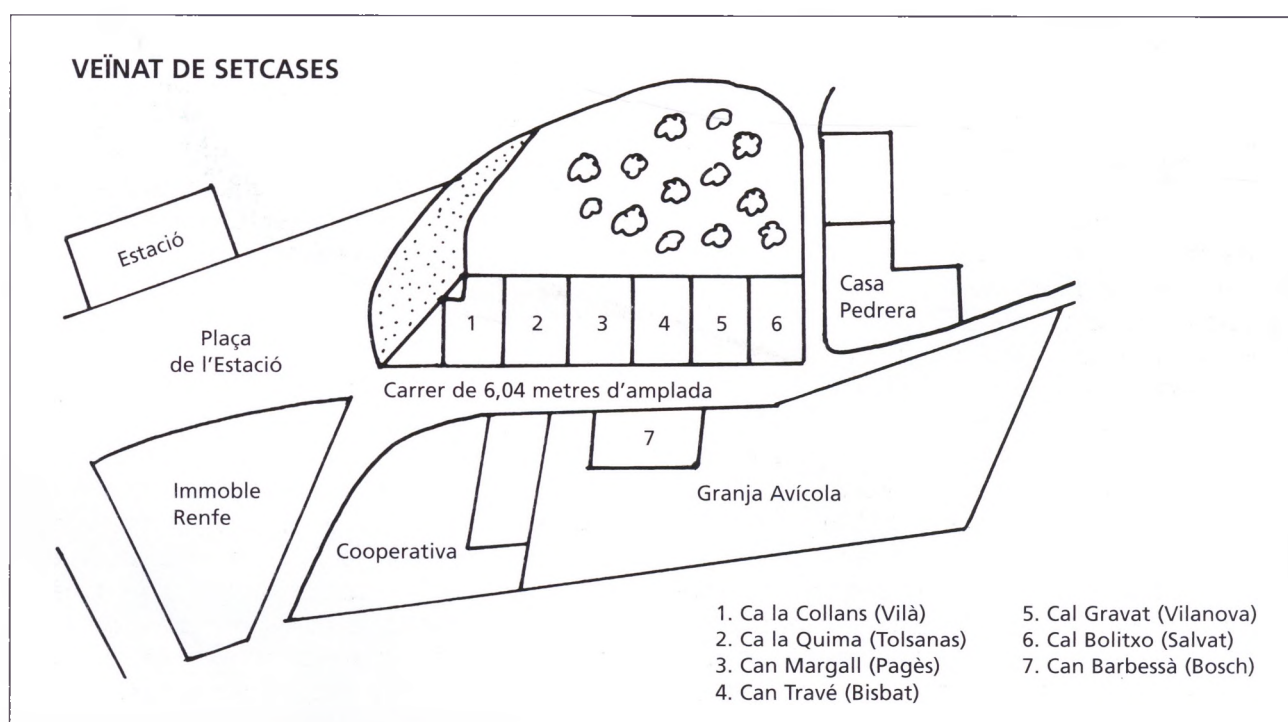 VEÏNAT DE SETCASES
Estació
Plaça
de l'Estació
Casa
Pedrera
1
2
3
4
5
6
Carrer de 6,04 metres d'amplada
7
Immoble
Renfe
Granja Avícola
Cooperativa
1. Ca la Collans (Vilà)
2. Ca la Quima (Tolsanas)
3. Can Margall (Pagès)
4. Can Travé (Bisbat)
5. Cal Gravat (Vilanova)
6. Cal Bolitxo (Salvat)
7. Can Barbessà (Bosch)